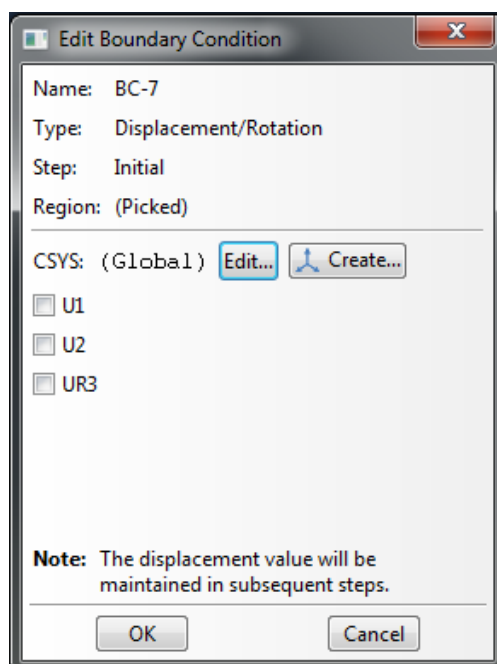 Edit Boundary Condition
Name: BC-7
Type: Displacement/Rotation
Step: Initial
Region: (Picked)
CSYS: (Global) Edit... Create...
U1
U2
UR3
Note: The displacement value will be
maintained in subsequent steps.
OK Cancel